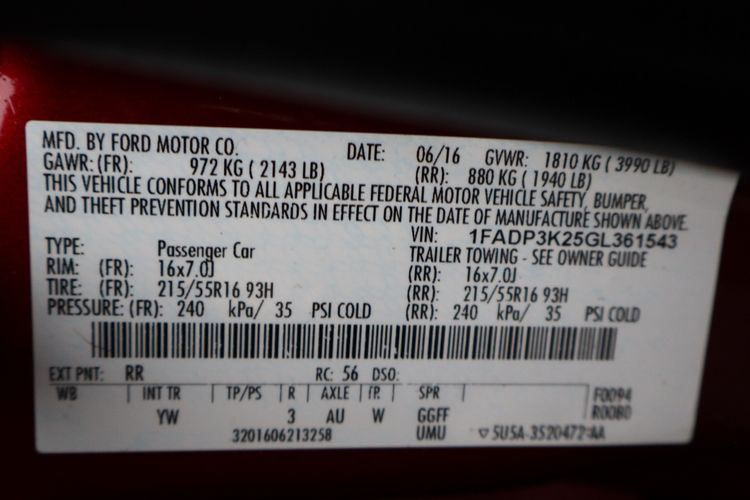 MFD. BY FORD MOTOR CO. DATE: 06/16 GVWR: 1810 KG ( 3990 LB)
GAWR: (FR): 972 KG ( 2143 LB) (RR): 880 KG ( 1940 LB)
THIS VEHICLE CONFORMS TO ALL APPLICABLE FEDERAL MOTOR VEHICLE SAFETY, BUMPER,
AND THEFT PREVENTION STANDARDS IN EFFECT ON THE DATE OF MANUFACTURE SHOWN ABOVE.
VIN: 1FADP3K25GL361543
TYPE: Passenger Car TRAILER TOWING - SEE OWNER GUIDE
RIM: (FR): 16x7.0J (RR): 16x7.0J
TIRE: (FR): 215/55R16 93H (RR): 215/55R16 93H
PRESSURE: (FR): 240 kPa/ 35 PSI COLD (RR): 240 kPa/ 35 PSI COLD
EXT PNT: RR RC: 56 DSO:
WB INT TR TP/PS R AXLE TR SPR F0094
YW 3 AU W GGFF R0080
3201606213258 UMU ▽ 5U5A-3520472-AA